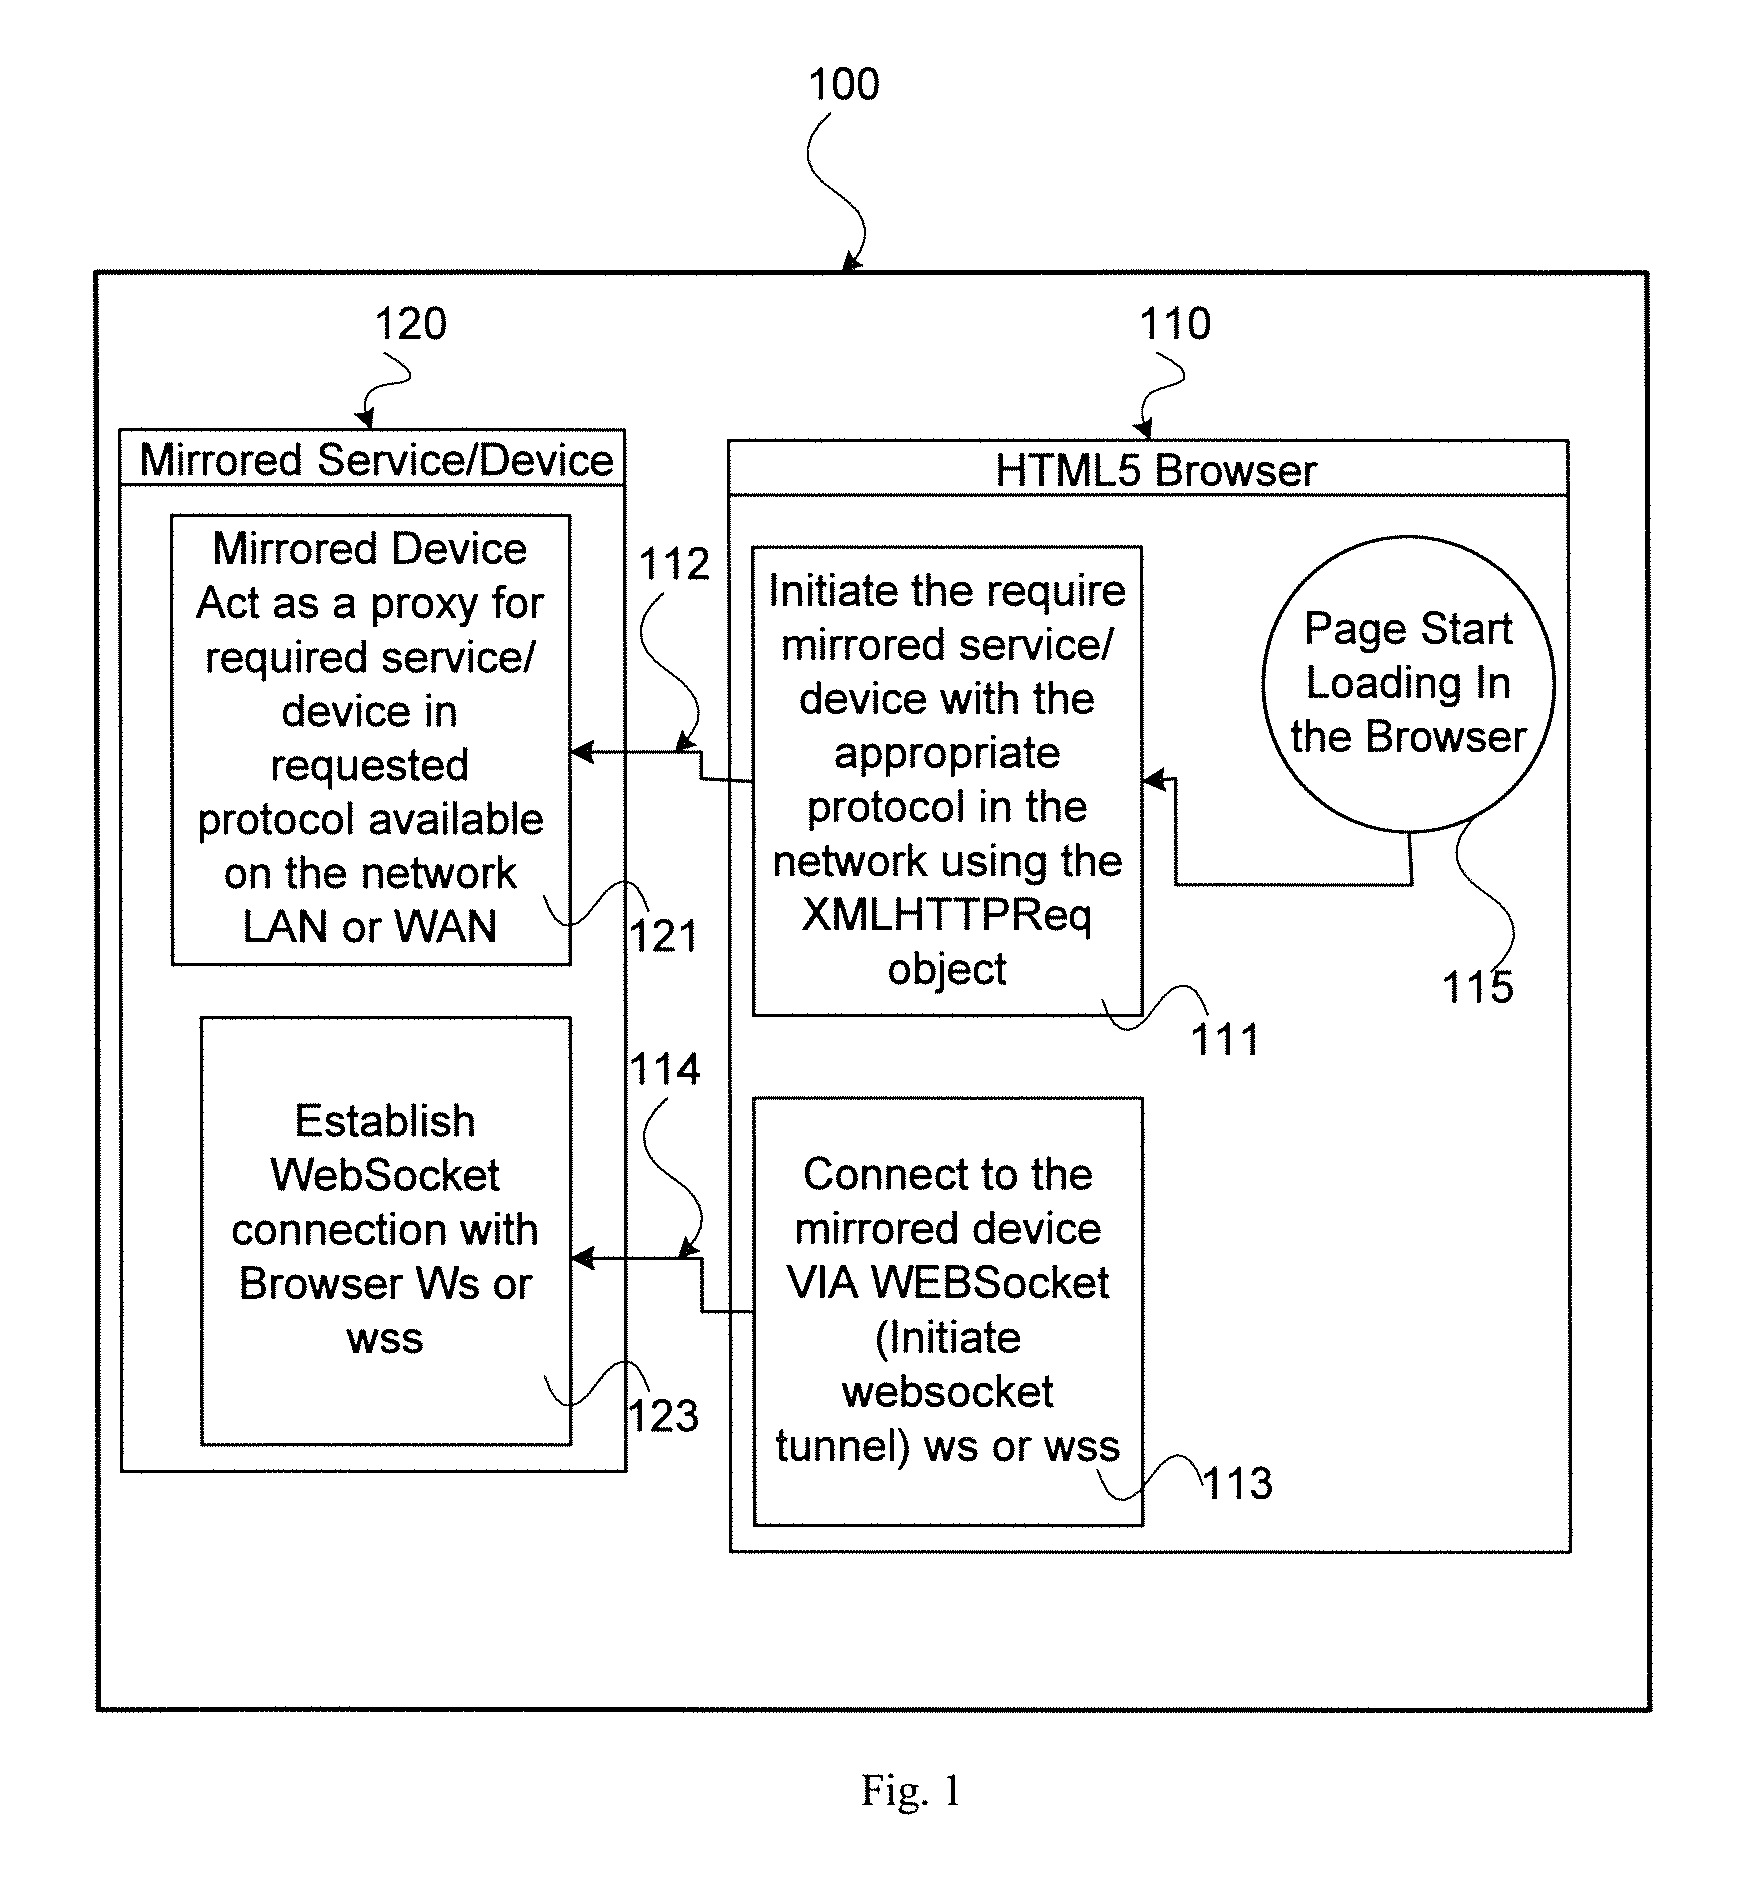 100
120
110
Mirrored Service/Device
HTML5 Browser
Mirrored Device
Act as a proxy for
required service/
device in
requested
protocol available
on the network
LAN or WAN
121
112
Initiate the require
mirrored service/
device with the
appropriate
protocol in the
network using the
XMLHTTPReq
object
111
Page Start
Loading In
the Browser
115
Establish
WebSocket
connection with
Browser Ws or
wss
123
114
Connect to the
mirrored device
VIA WEBSocket
(Initiate
websocket
tunnel) ws or wss
113
Fig. 1